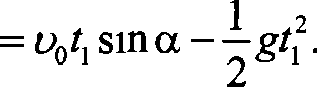 = υ₀t₁ sin α − 1/2 gt₁².